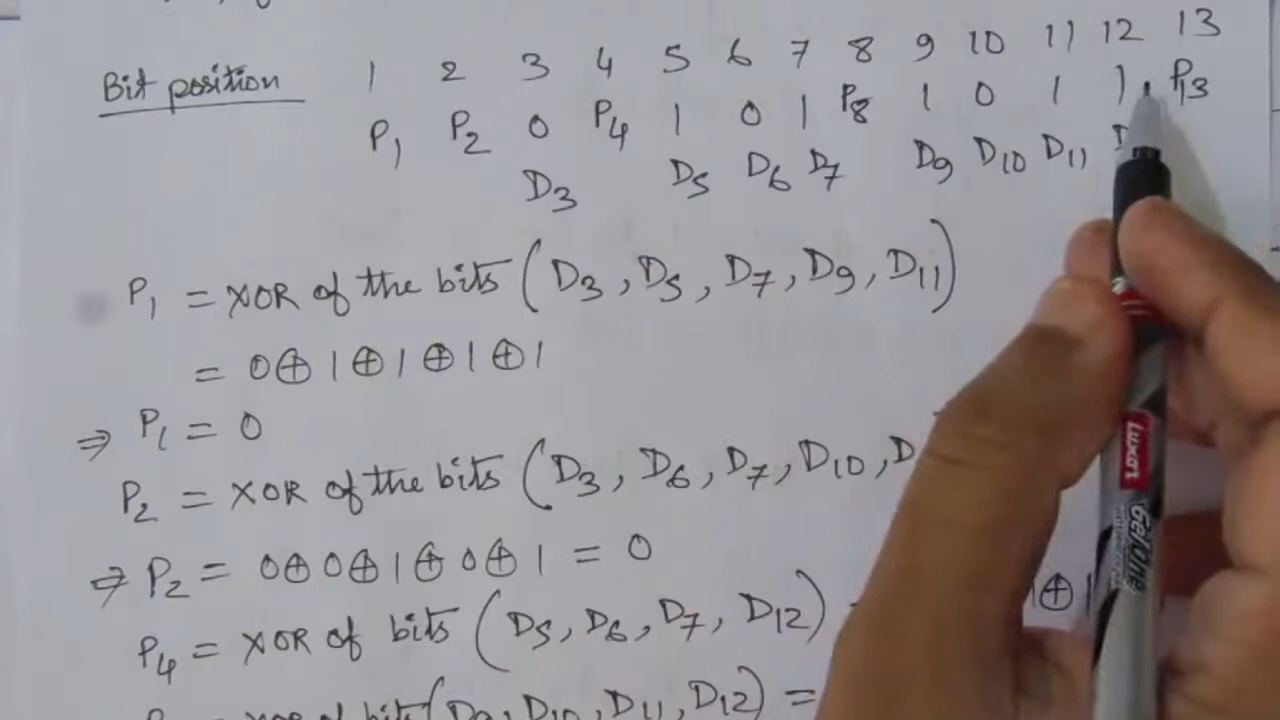 Bit position 1 2 3 4 5 6 7 8 9 10 11 12 13
P1 P2 0 P4 1 0 1 P8 1 0 1 1 P13
D3 D5 D6 D7 D9 D10 D11 D
P1 = XOR of the bits (D3, D5, D7, D9, D11)
= 0⊕1⊕1⊕1⊕1
⇒ P1 = 0
P2 = XOR of the bits (D3, D6, D7, D10, D
⇒ P2 = 0⊕0⊕1⊕0⊕1 = 0
P4 = XOR of bits (D5, D6, D7, D12) ⊕
D10, D11, D12) =
Luxor
GelOne